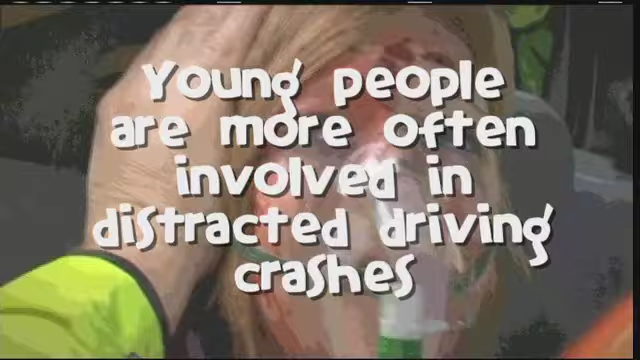 Young people
are more often
involved in
distracted driving
crashes